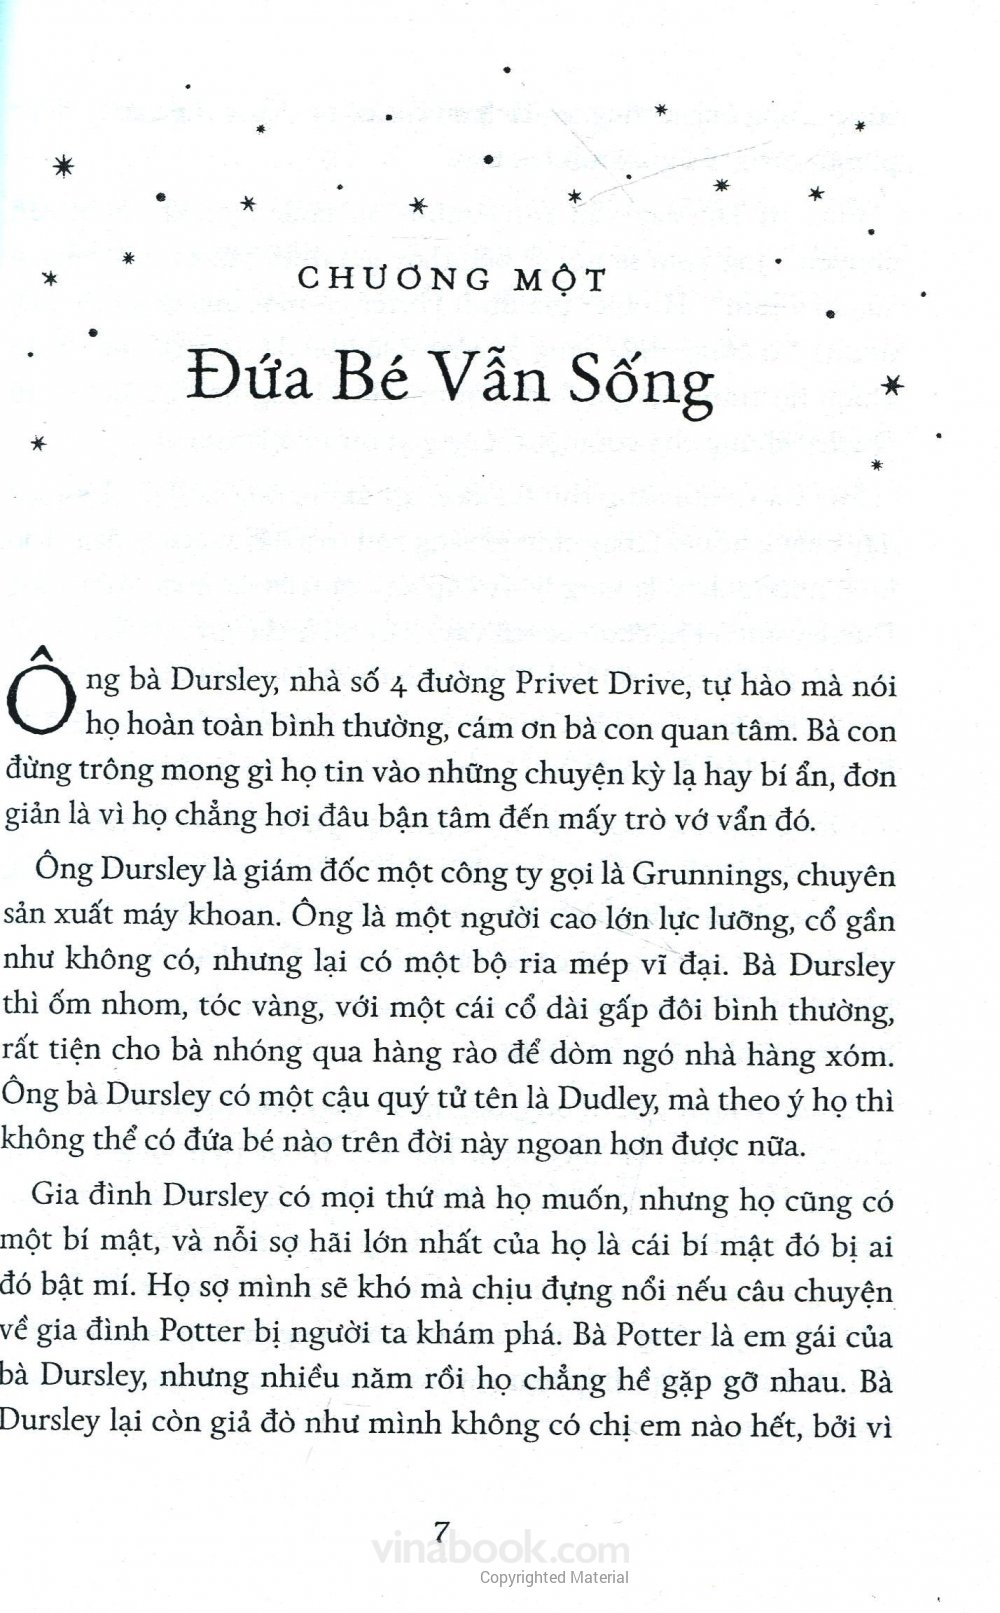 CHƯƠNG MỘT
Đứa Bé Vẫn Sống
Ông bà Dursley, nhà số 4 đường Privet Drive, tự hào mà nói
họ hoàn toàn bình thường, cám ơn bà con quan tâm. Bà con
đừng trông mong gì họ tin vào những chuyện kỳ lạ hay bí ẩn, đơn
giản là vì họ chẳng hơi đâu bận tâm đến mấy trò vớ vẩn đó.
Ông Dursley là giám đốc một công ty gọi là Grunnings, chuyên
sản xuất máy khoan. Ông là một người cao lớn lực lưỡng, cổ gần
như không có, nhưng lại có một bộ ria mép vĩ đại. Bà Dursley
thì ốm nhom, tóc vàng, với một cái cổ dài gấp đôi bình thường,
rất tiện cho bà nhóng qua hàng rào để dòm ngó nhà hàng xóm.
Ông bà Dursley có một cậu quý tử tên là Dudley, mà theo ý họ thì
không thể có đứa bé nào trên đời này ngoan hơn được nữa.
Gia đình Dursley có mọi thứ mà họ muốn, nhưng họ cũng có
một bí mật, và nỗi sợ hãi lớn nhất của họ là cái bí mật đó bị ai
đó bật mí. Họ sợ mình sẽ khó mà chịu đựng nổi nếu câu chuyện
về gia đình Potter bị người ta khám phá. Bà Potter là em gái của
bà Dursley, nhưng nhiều năm rồi họ chẳng hề gặp gỡ nhau. Bà
Dursley lại còn giả đò như mình không có chị em nào hết, bởi vì
7
vinabook.com
Copyrighted Material